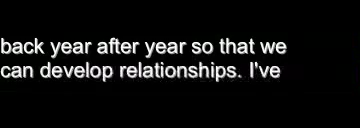 back year after year so that we
can develop relationships. I've